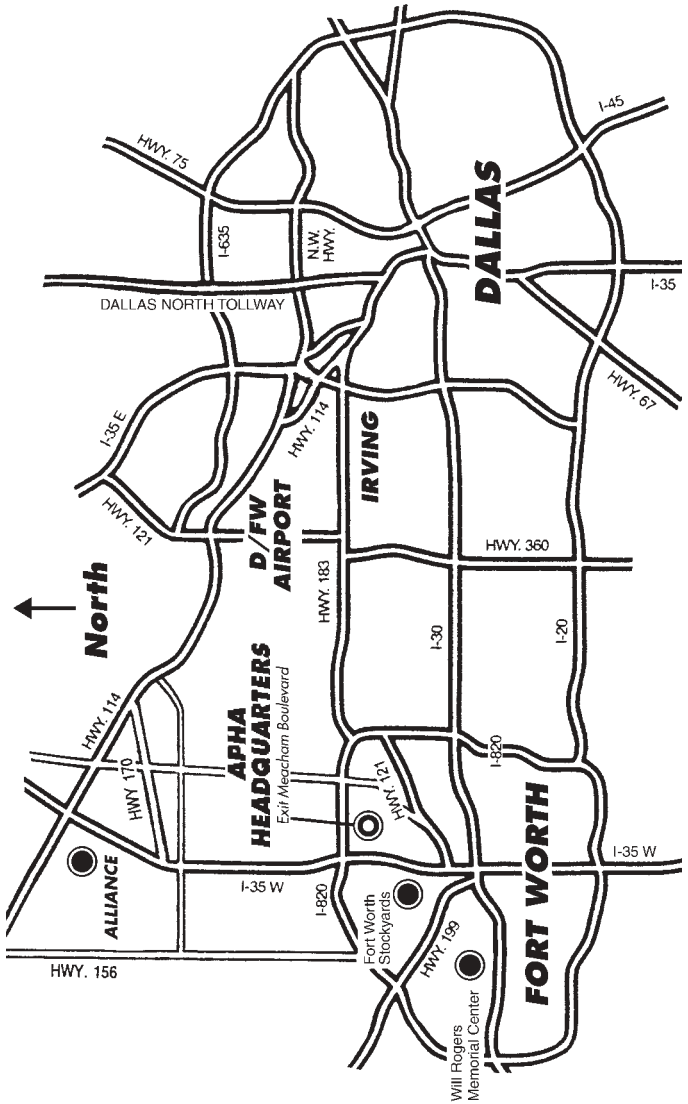 North
HWY. 156
HWY. 114
HWY. 170
ALLIANCE
I-35 W
I-820
APHA
HEADQUARTERS
Exit Meacham Boulevard
HWY. 121
Fort Worth
Stockyards
HWY. 199
Will Rogers
Memorial Center
FORT WORTH
I-820
I-35 W
HWY. 121
I-35 E
D/FW
AIRPORT
HWY. 183
HWY. 114
IRVING
I-30
HWY. 360
I-20
DALLAS NORTH TOLLWAY
I-635
HWY. 75
N.W.
HWY.
DALLAS
I-45
I-35
HWY. 67